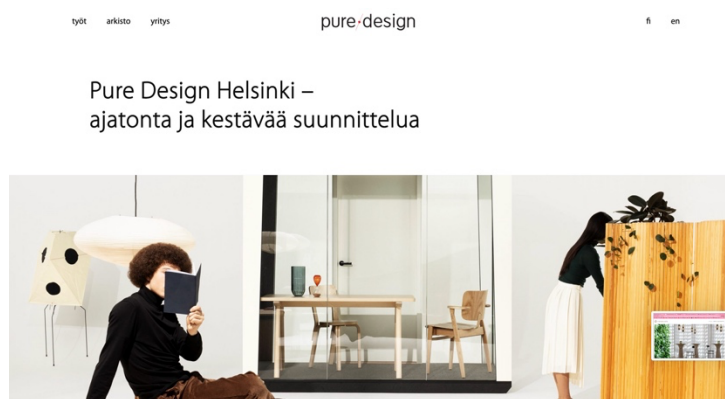 työt arkisto yritys pure·design fi en
Pure Design Helsinki –
ajatonta ja kestävää suunnittelua